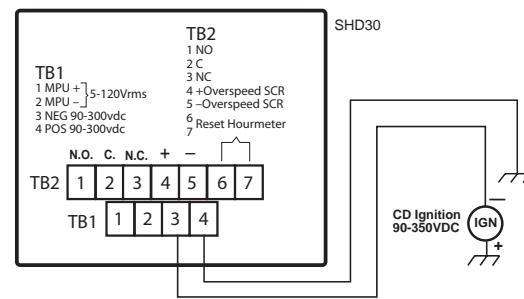 SHD30
TB2
1 NO
2 C
3 NC
4 +Overspeed SCR
5 –Overspeed SCR
6
7 Reset Hourmeter
TB1
1 MPU +
2 MPU –
5-120Vrms
3 NEG 90-300vdc
4 POS 90-300vdc
N.O. C. N.C. + –
TB2 1 2 3 4 5 6 7
TB1 1 2 3 4
CD Ignition
90-350VDC
–
IGN
+